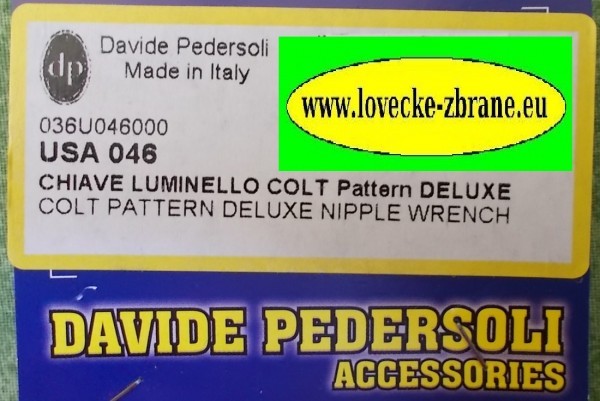 dp
Davide Pedersoli
Made in Italy
www.lovecke-zbrane.eu
036U046000
USA 046
CHIAVE LUMINELLO COLT Pattern DELUXE
COLT PATTERN DELUXE NIPPLE WRENCH
DAVIDE PEDERSOLI
ACCESSORIES